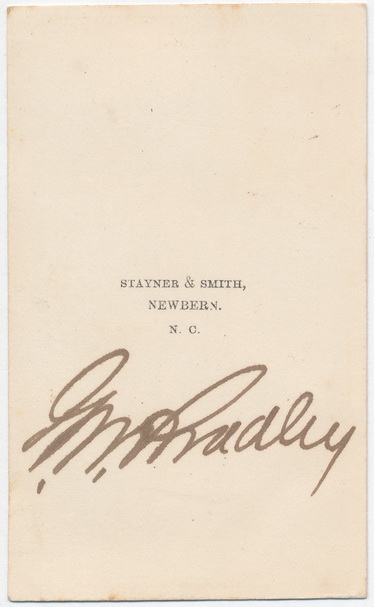 STAYNER & SMITH,
NEWBERN.
N. C.
Bradley